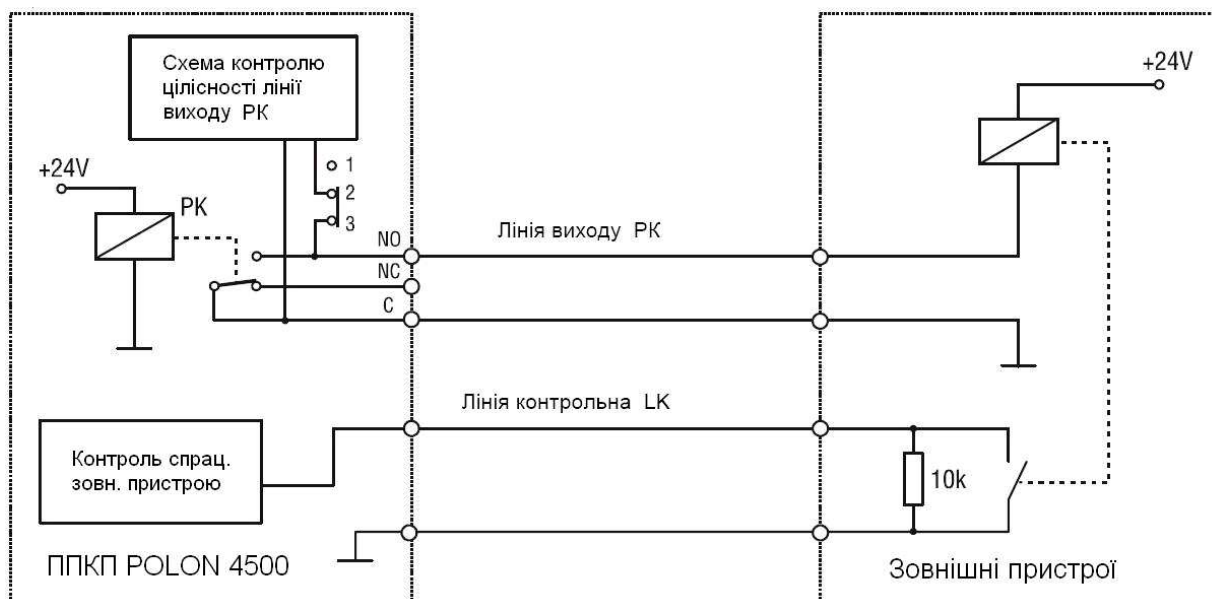 Схема контролю
цілісності лінії
виходу РК
+24V
1
2
3
РК
NO
NC
C
Лінія виходу РК
+24V
Лінія контрольна LK
Контроль спрац.
зовн. пристрою
10k
ППКП POLON 4500
Зовнішні пристрої